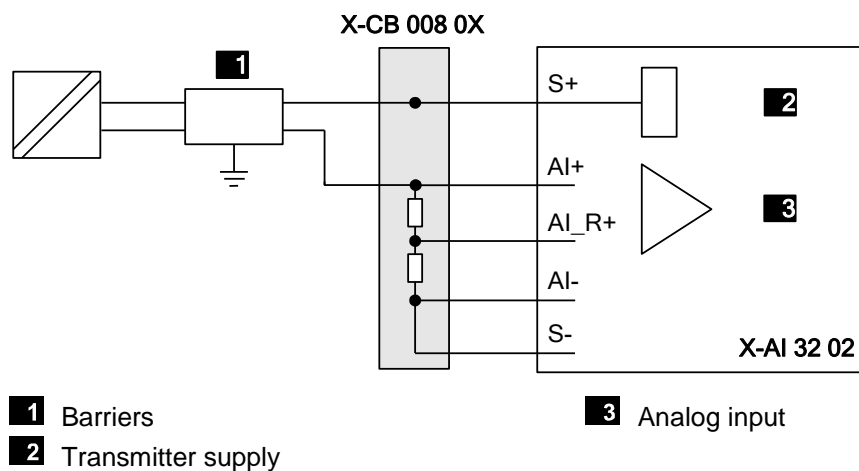 X-CB 008 0X
1
S+
2
AI+
3
AI_R+
AI-
S-
X-AI 32 02
1 Barriers
3 Analog input
2 Transmitter supply